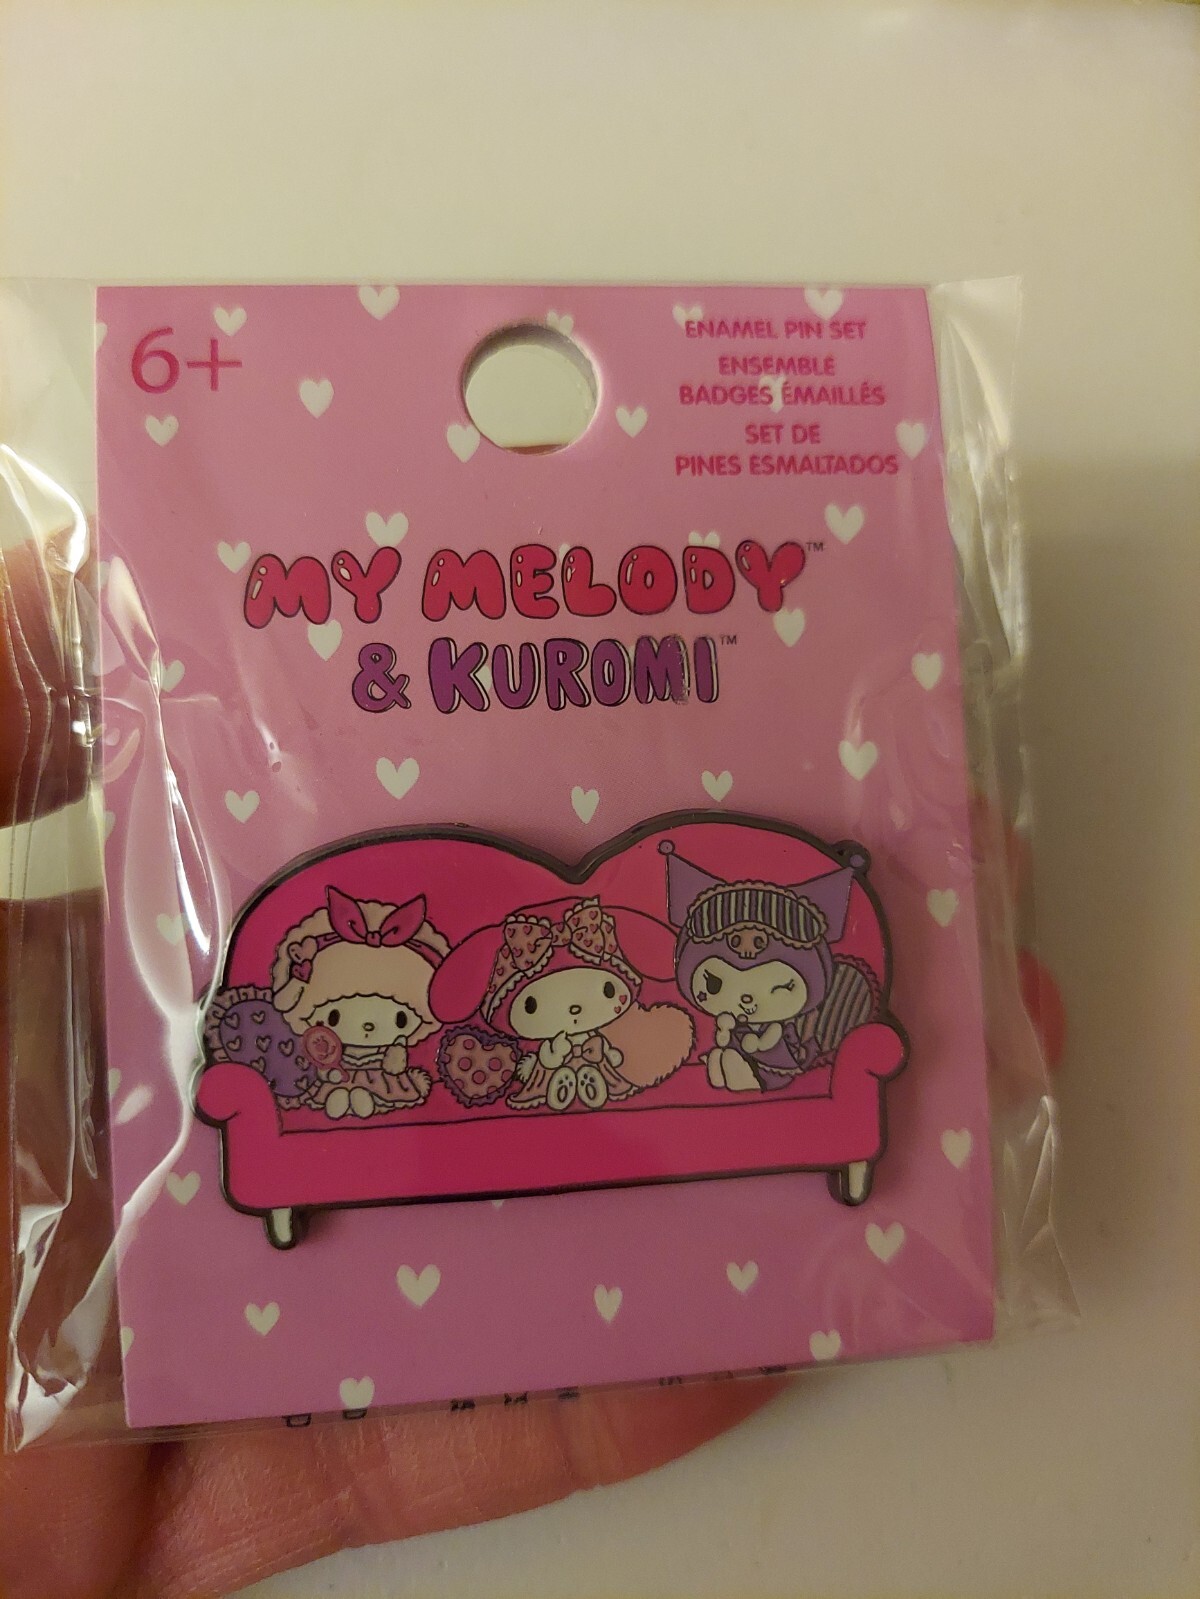 6+
ENAMEL PIN SET
ENSEMBLE
BADGES ÉMAILLÉS
SET DE
PINES ESMALTADOS
MY MELODY™
& KUROMI™